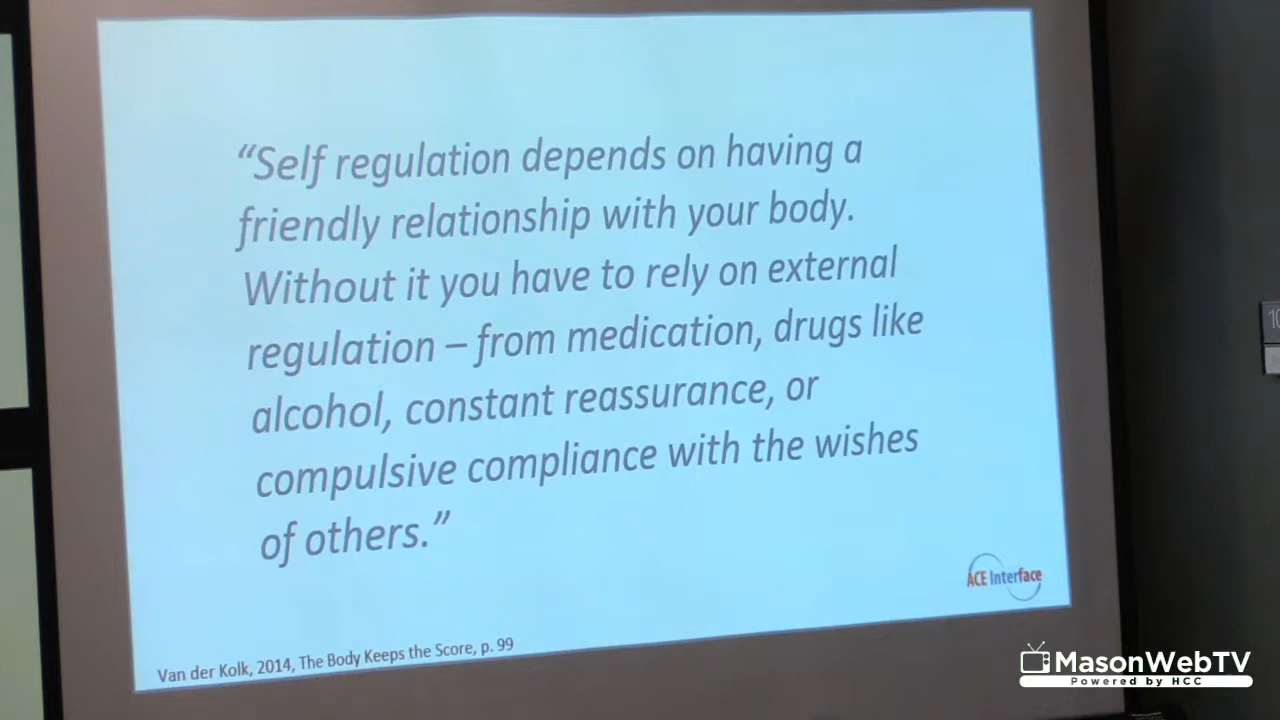 “Self regulation depends on having a
friendly relationship with your body.
Without it you have to rely on external
regulation – from medication, drugs like
alcohol, constant reassurance, or
compulsive compliance with the wishes
of others.”
ACE Interface
Van der Kolk, 2014, The Body Keeps the Score, p. 99
MasonWebTV
Powered by HCC